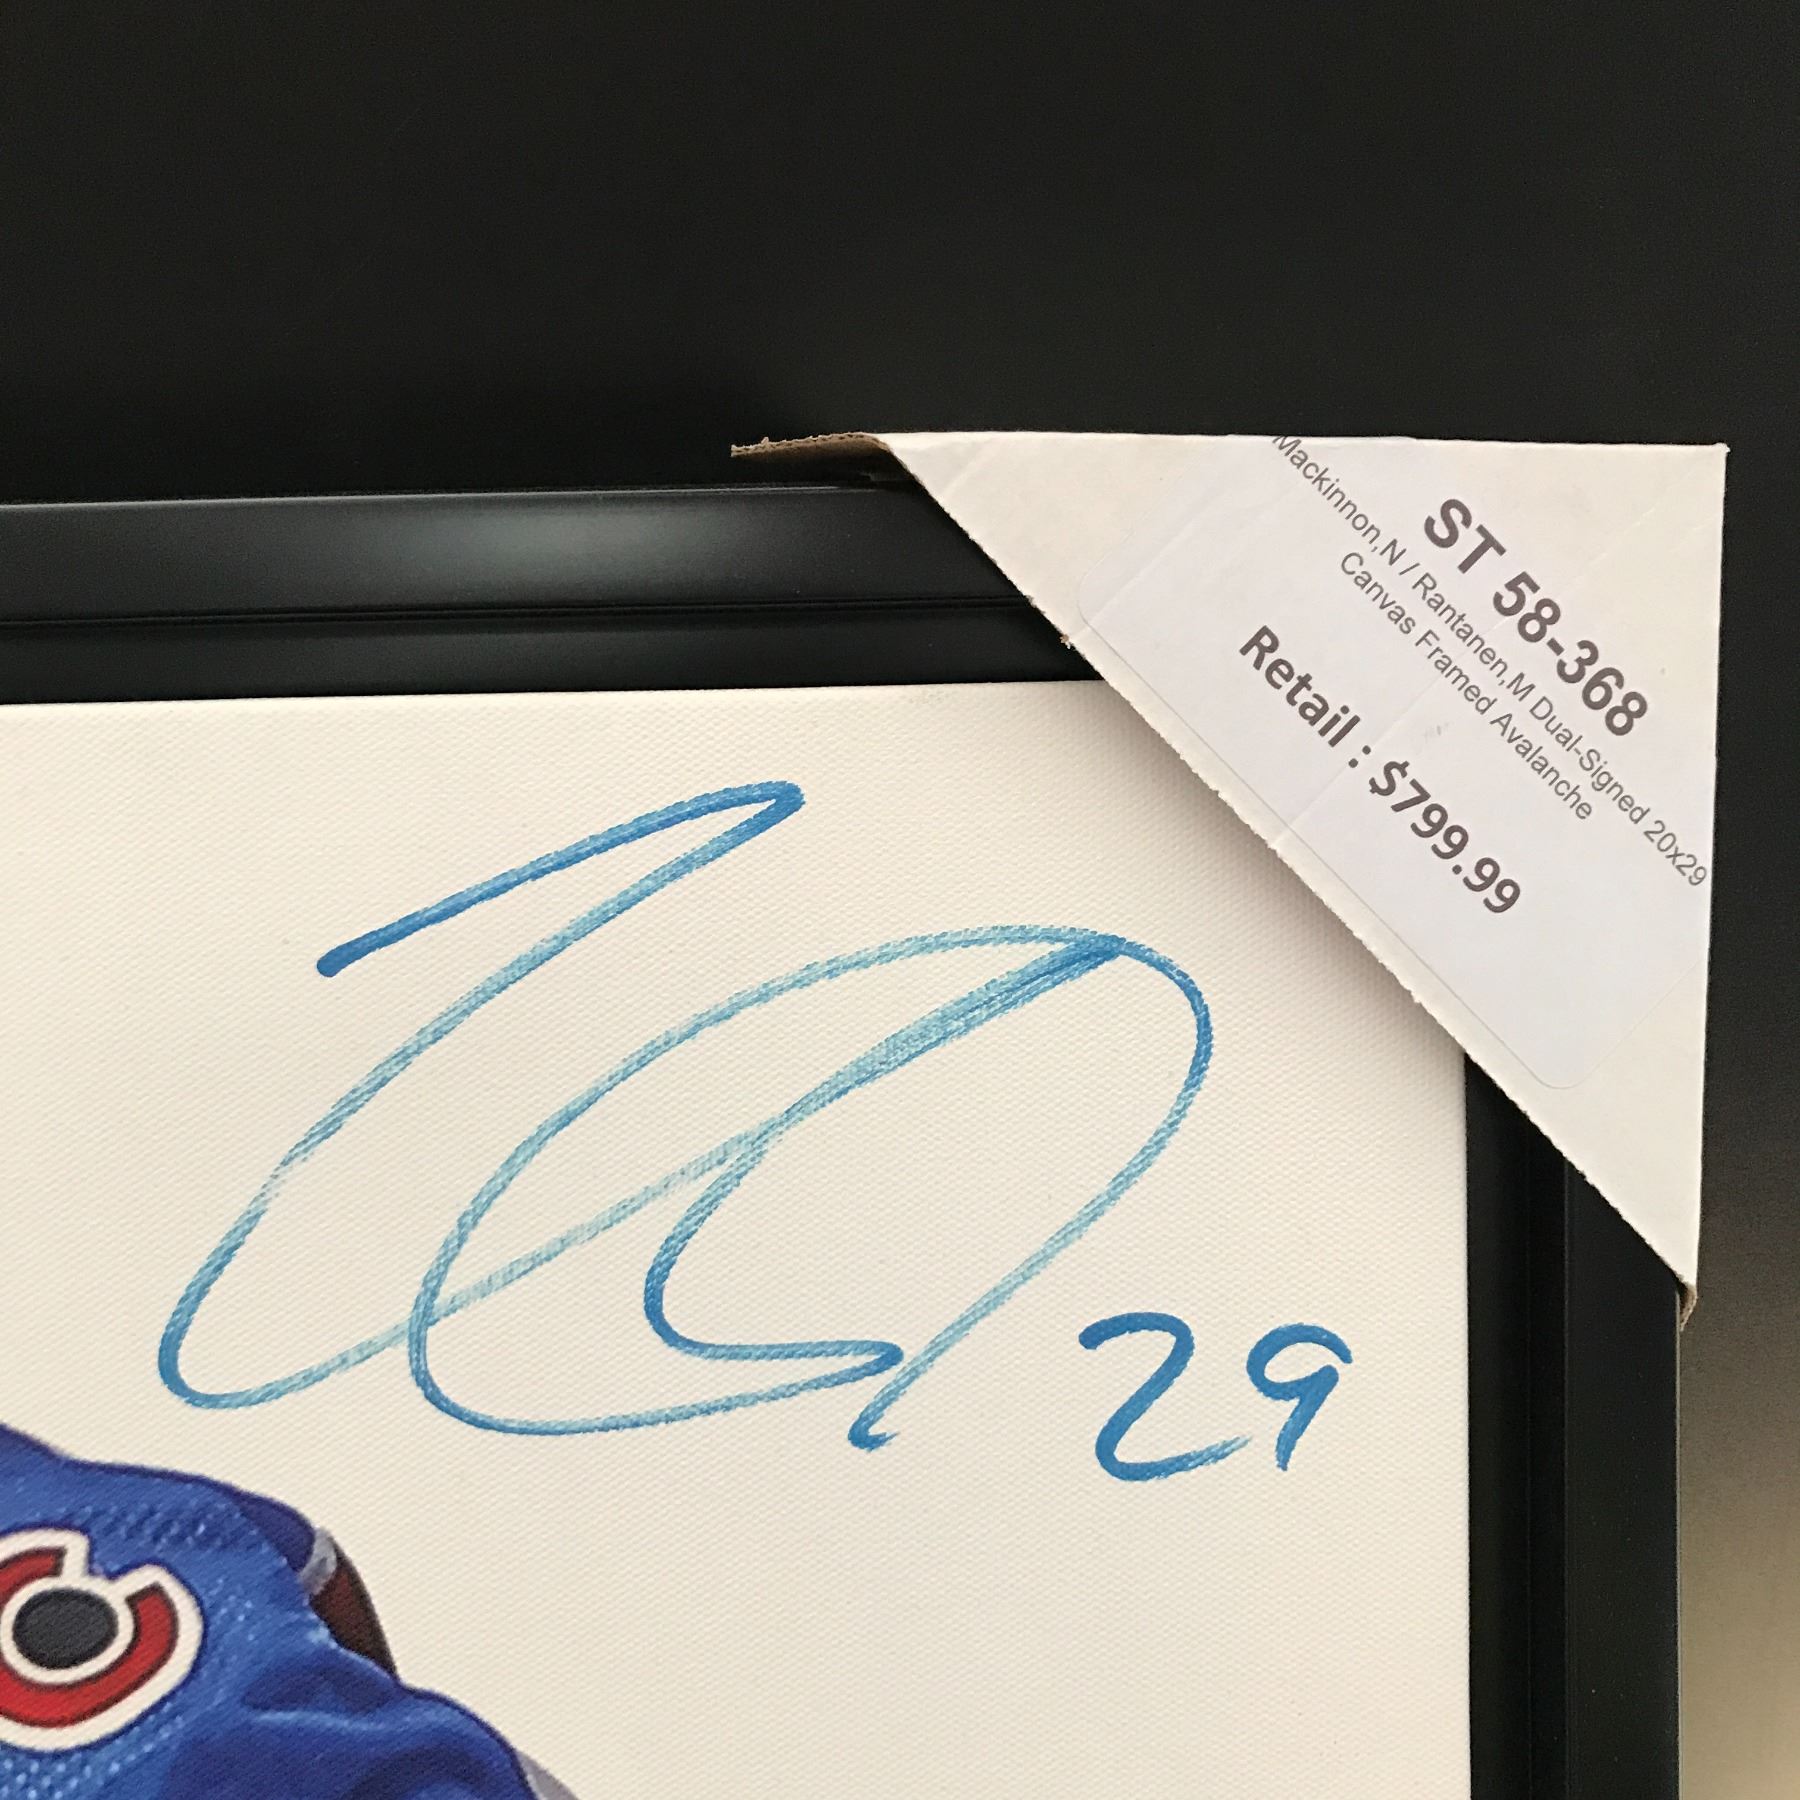 ST 58-368
Mackinnon,N / Rantanen,M Dual-Signed 20x29
Canvas Framed Avalanche
Retail : $799.99
29